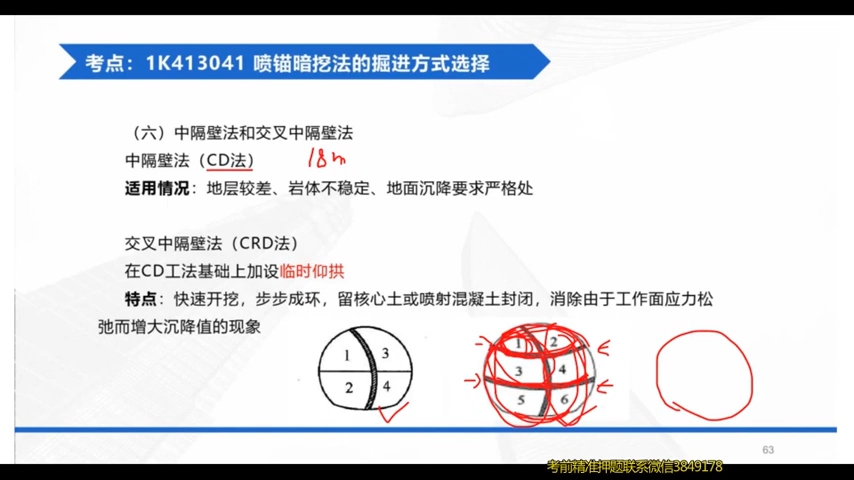 考点：1K413041 喷锚暗挖法的掘进方式选择
（六）中隔壁法和交叉中隔壁法
中隔壁法（CD法） 18m
适用情况：地层较差、岩体不稳定、地面沉降要求严格处
交叉中隔壁法（CRD法）
在CD工法基础上加设临时仰拱
特点：快速开挖，步步成环，留核心土或喷射混凝土封闭，消除由于工作面应力松
弛而增大沉降值的现象
1 3
2 4
1 2
3 4
5 6
63
考前精准押题联系微信3849178